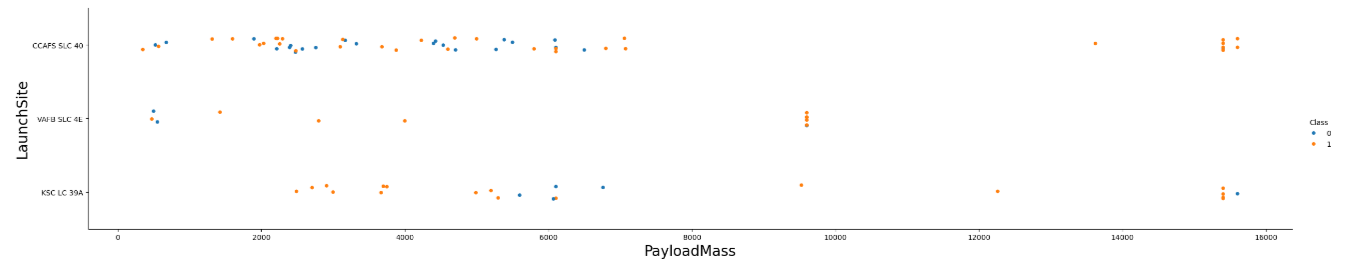 CCAFS SLC 40
VAFB SLC 4E
KSC LC 39A
LaunchSite
0 2000 4000 6000 8000 10000 12000 14000 16000
PayloadMass
Class
0
1